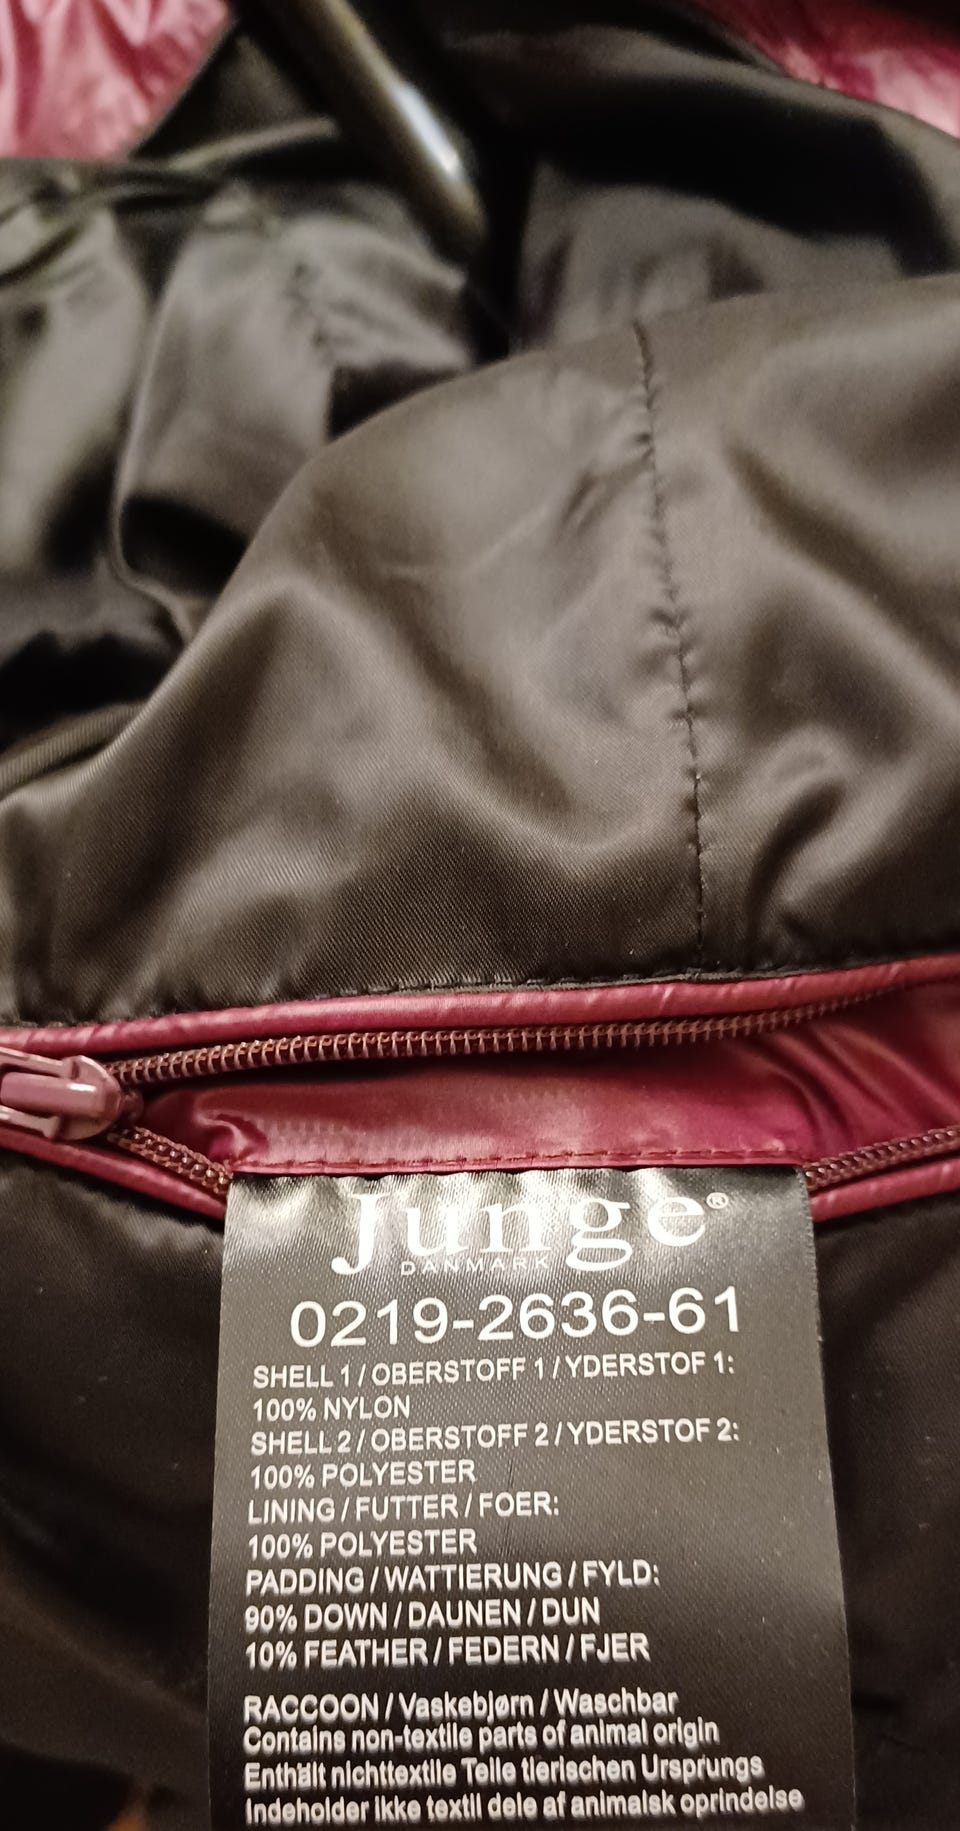 Junge®
DANMARK
0219-2636-61
SHELL 1 / OBERSTOFF 1 / YDERSTOF 1:
100% NYLON
SHELL 2 / OBERSTOFF 2 / YDERSTOF 2:
100% POLYESTER
LINING / FUTTER / FOER:
100% POLYESTER
PADDING / WATTIERUNG / FYLD:
90% DOWN / DAUNEN / DUN
10% FEATHER / FEDERN / FJER
RACCOON / Vaskebjørn / Waschbar
Contains non-textile parts of animal origin
Enthält nichttextile Teile tierischen Ursprungs
Indeholder ikke textil dele af animalsk oprindelse